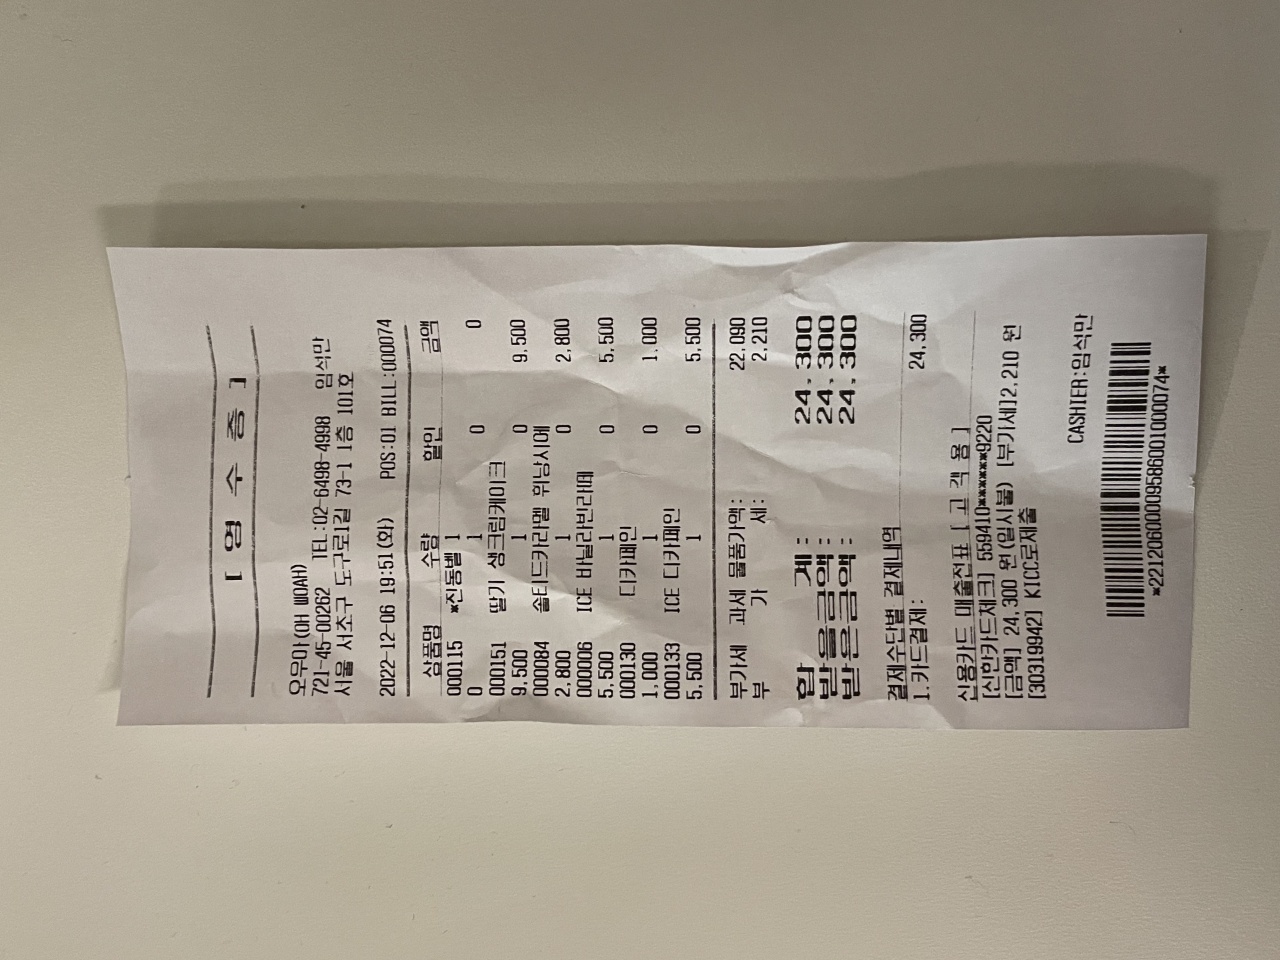 [ 영 수 증 ]
오우아(OH WOAH)
721-45-00262 TEL:02-6498-4998 임석만
서울 서초구 도구로1길 73-1 1층 101호
2022-12-06 19:51(화) POS:01 BILL:000074
상품명 수량 할인 금액
000115 *진동벨 1
0 1 0 0
000151 딸기 생크림케이크
9,500 1 0 9,500
000084 솔티드카라멜 휘낭시에
2,800 1 0 2,800
000006 ICE 바닐라빈라떼
5,500 1 0 5,500
000130 디카페인
1,000 1 0 1,000
000133 ICE 디카페인
5,500 1 0 5,500
부가세 과세 물품가액: 22,090
부 가 세: 2,210
합 계: 24,300
받을금액: 24,300
받은금액: 24,300
결제수단별 결제내역
1.카드결제: 24,300
신용카드 매출전표 [ 고 객 용 ]
[신한카드체크] 559410*******9220
[금액] 24,300 원(일시불) [부가세]2,210 원
[30319942] KICC로제출
CASHIER:임석만
*22120600009586001000074*